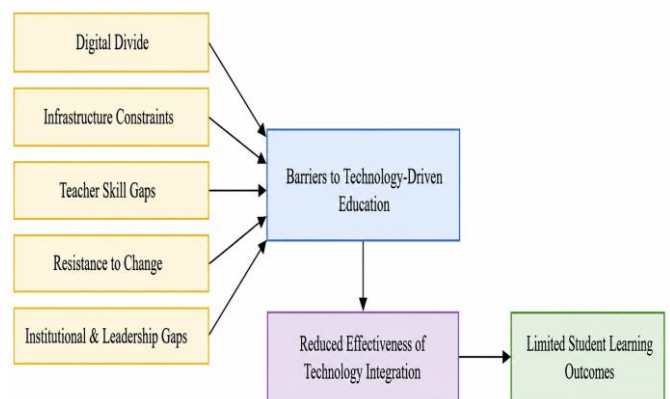 Digital Divide
Infrastructure Constraints
Teacher Skill Gaps
Resistance to Change
Institutional & Leadership Gaps
Barriers to Technology-Driven
Education
Reduced Effectiveness of
Technology Integration
Limited Student Learning
Outcomes